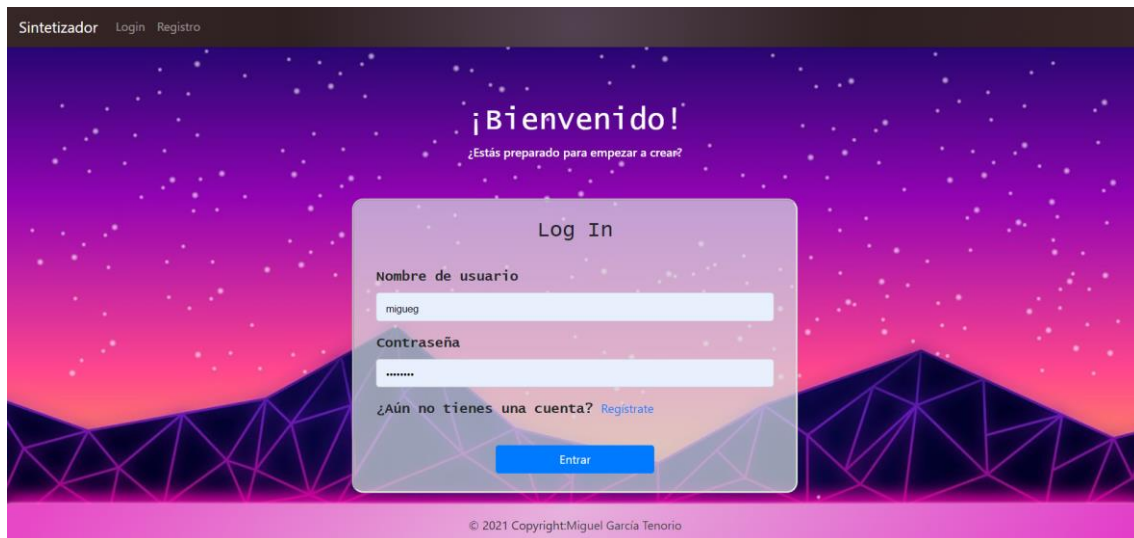 Sintetizador Login Registro
¡Bienvenido!
¿Estás preparado para empezar a crear?
Log In
Nombre de usuario
migueg
Contraseña
••••••••
¿Aún no tienes una cuenta? Regístrate
Entrar
© 2021 Copyright:Miguel García Tenorio